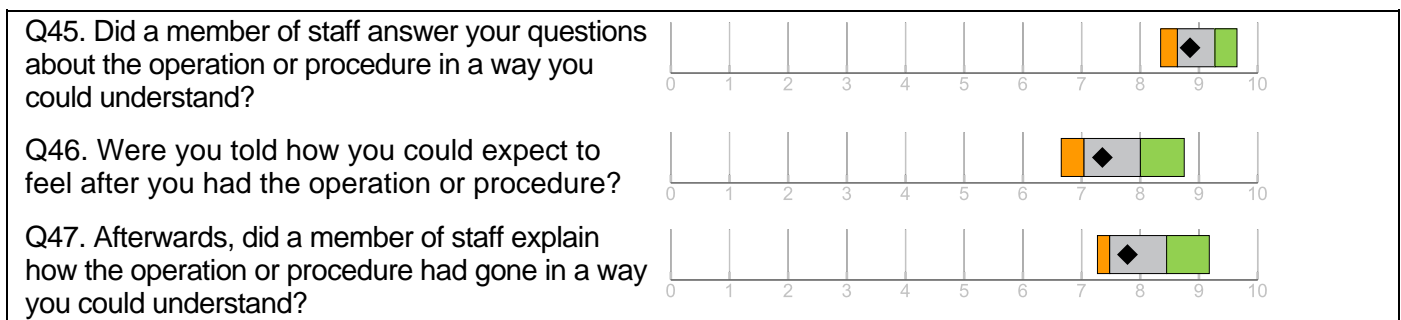 Q45. Did a member of staff answer your questions
about the operation or procedure in a way you
could understand?
0 1 2 3 4 5 6 7 8 9 10
Q46. Were you told how you could expect to
feel after you had the operation or procedure?
0 1 2 3 4 5 6 7 8 9 10
Q47. Afterwards, did a member of staff explain
how the operation or procedure had gone in a way
you could understand?
0 1 2 3 4 5 6 7 8 9 10